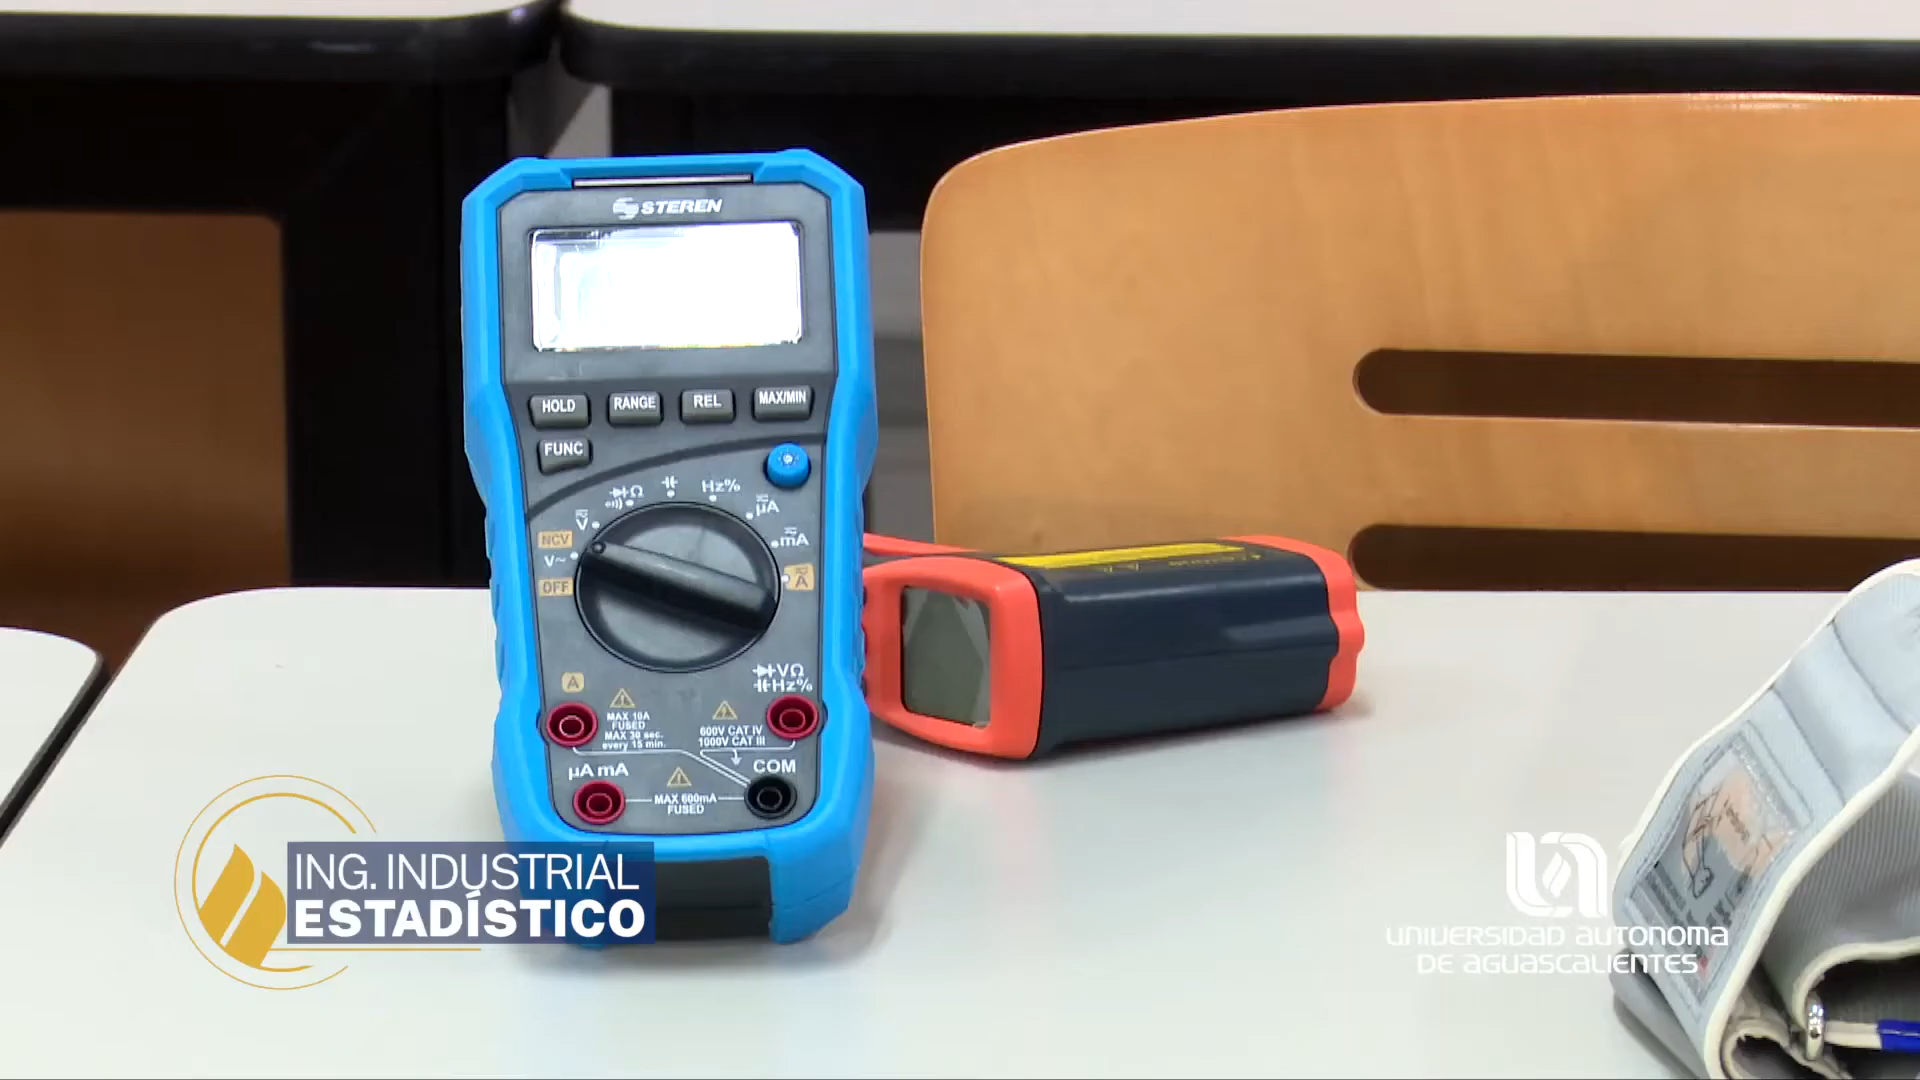 STEREN
HOLD RANGE REL MAX/MIN
FUNC
Hz%
Ω
µA
V
mA
NCV
V~
A
OFF
VΩ
Hz%
A
MAX 10A
FUSED
MAX 30 sec.
every 15 min.
600V CAT IV
1000V CAT III
µA mA
COM
MAX 600mA
FUSED
ING. INDUSTRIAL
ESTADÍSTICO
UNIVERSIDAD AUTONOMA
DE AGUASCALIENTES